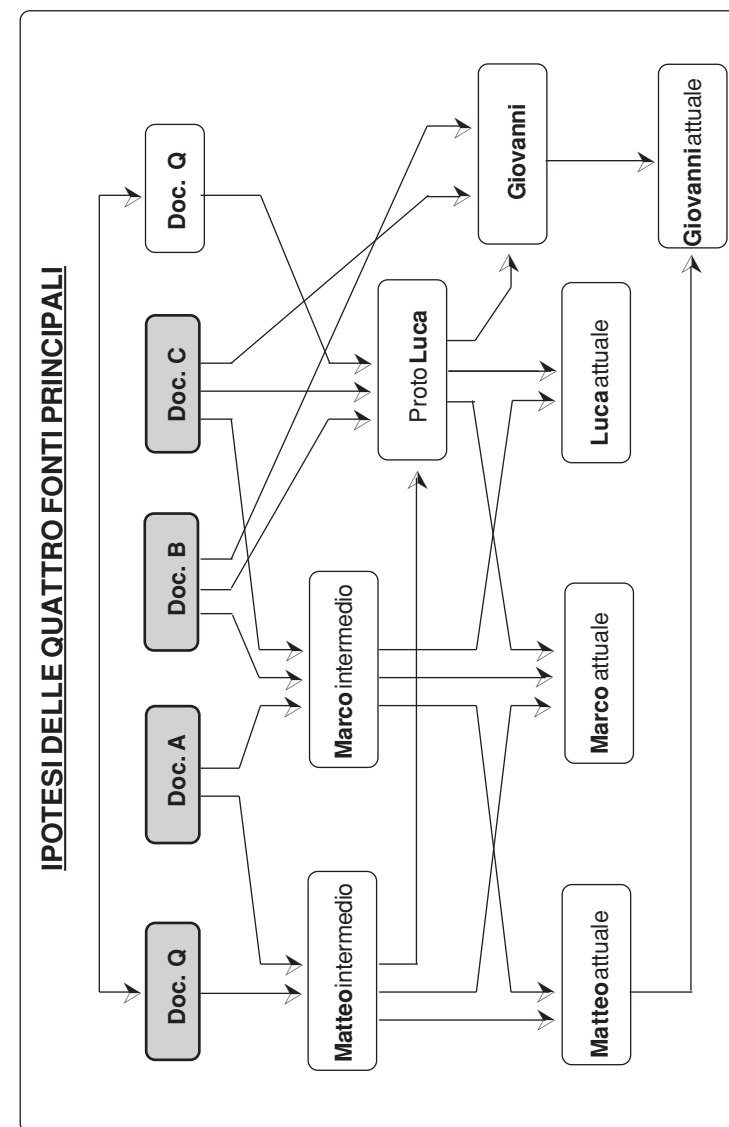 IPOTESI DELLE QUATTRO FONTI PRINCIPALI
Doc. Q
Doc. A
Doc. B
Doc. C
Doc. Q
Matteo intermedio
Marco intermedio
Proto Luca
Giovanni
Matteo attuale
Marco attuale
Luca attuale
Giovanni attuale